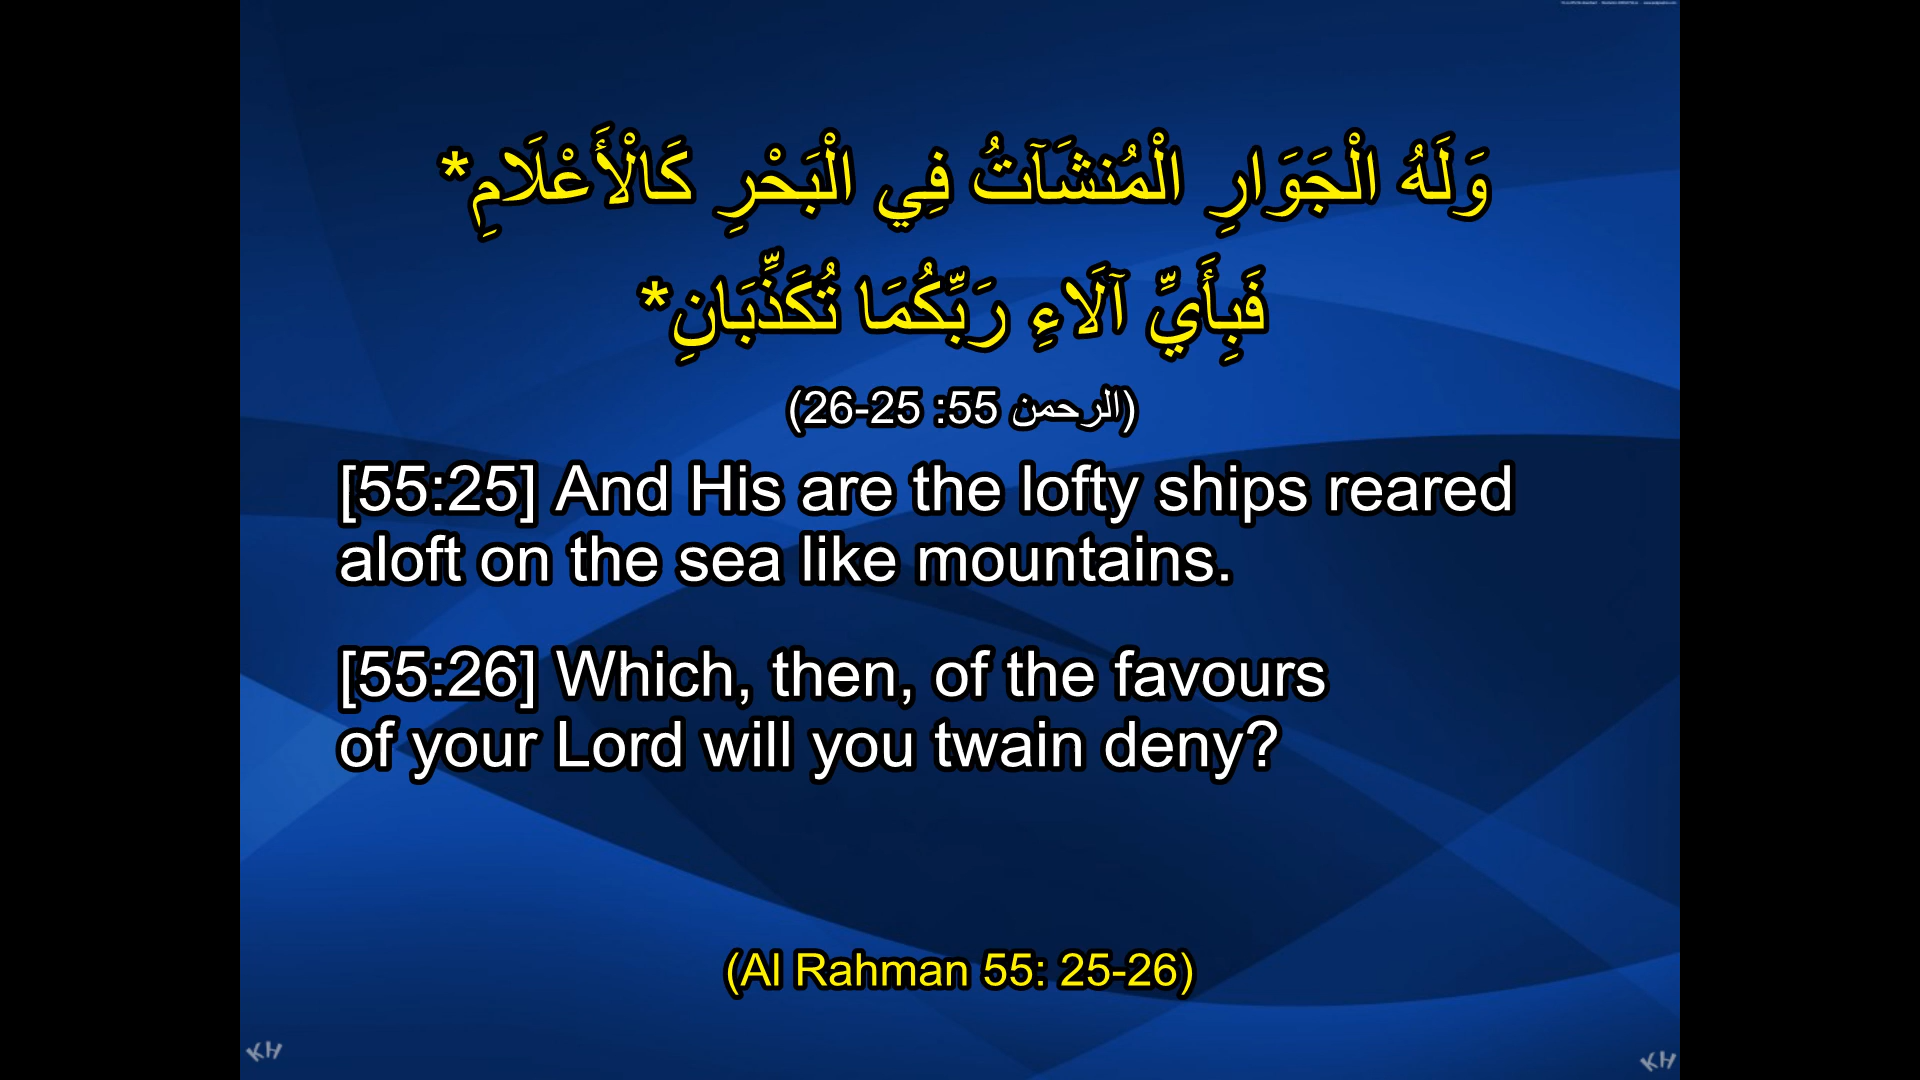 وَلَهُ الْجَوَارِ الْمُنشَآتُ فِي الْبَحْرِ كَالْأَعْلَامِ*
فَبِأَيِّ آلَاءِ رَبِّكُمَا تُكَذِّبَانِ*
(الرحمن 55: 25-26)
[55:25] And His are the lofty ships reared
aloft on the sea like mountains.
[55:26] Which, then, of the favours
of your Lord will you twain deny?
(Al Rahman 55: 25-26)
KH
KH